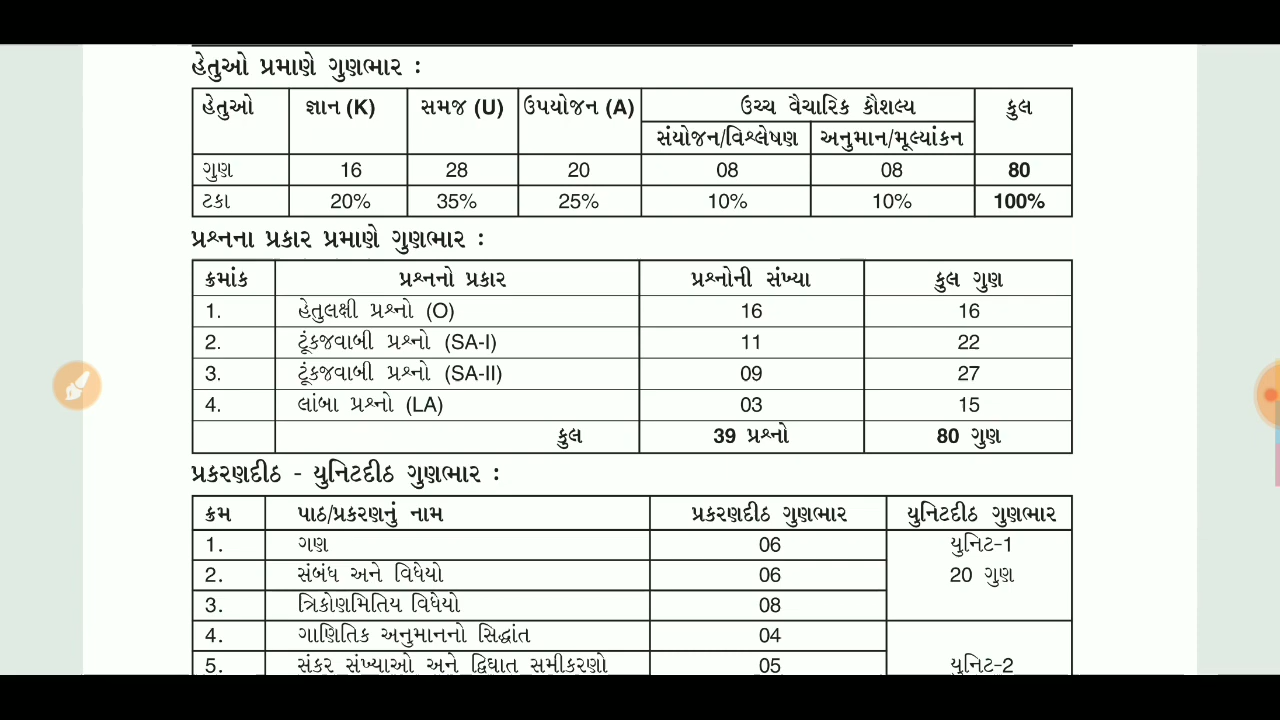 હેતુઓ પ્રમાણે ગુણભાર :
હેતુઓ જ્ઞાન (K) સમજ (U) ઉપયોજન (A) ઉચ્ચ વૈચારિક કૌશલ્ય કુલ
સંયોજન/વિશ્લેષણ અનુમાન/મૂલ્યાંકન
ગુણ 16 28 20 08 08 80
ટકા 20% 35% 25% 10% 10% 100%
પ્રશ્નના પ્રકાર પ્રમાણે ગુણભાર :
ક્રમાંક પ્રશ્નનો પ્રકાર પ્રશ્નોની સંખ્યા કુલ ગુણ
1. હેતુલક્ષી પ્રશ્નો (O) 16 16
2. ટૂંકજવાબી પ્રશ્નો (SA-I) 11 22
3. ટૂંકજવાબી પ્રશ્નો (SA-II) 09 27
4. લાંબા પ્રશ્નો (LA) 03 15
કુલ 39 પ્રશ્નો 80 ગુણ
પ્રકરણદીઠ - યુનિટદીઠ ગુણભાર :
ક્રમ પાઠ/પ્રકરણનું નામ પ્રકરણદીઠ ગુણભાર યુનિટદીઠ ગુણભાર
1. ગણ 06 યુનિટ-1
2. સંબંધ અને વિધેયો 06 20 ગુણ
3. ત્રિકોણમિતિય વિધેયો 08
4. ગાણિતિક અનુમાનનો સિદ્ધાંત 04
5. સંકર સંખ્યાઓ અને દ્વિઘાત સમીકરણો 05 યુનિટ-2